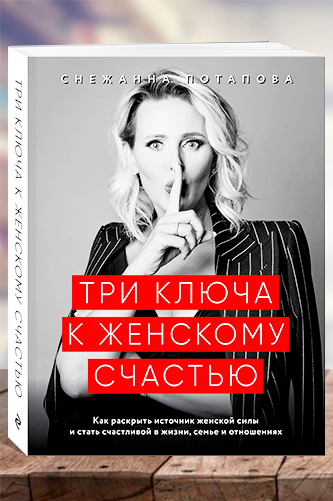 СНЕЖАННА ПОТАПОВА
ТРИ КЛЮЧА
К ЖЕНСКОМУ
СЧАСТЬЮ
Как раскрыть источник женской силы
и стать счастливой в жизни, семье и отношениях
ТРИ КЛЮЧА К ЖЕНСКОМУ СЧАСТЬЮ